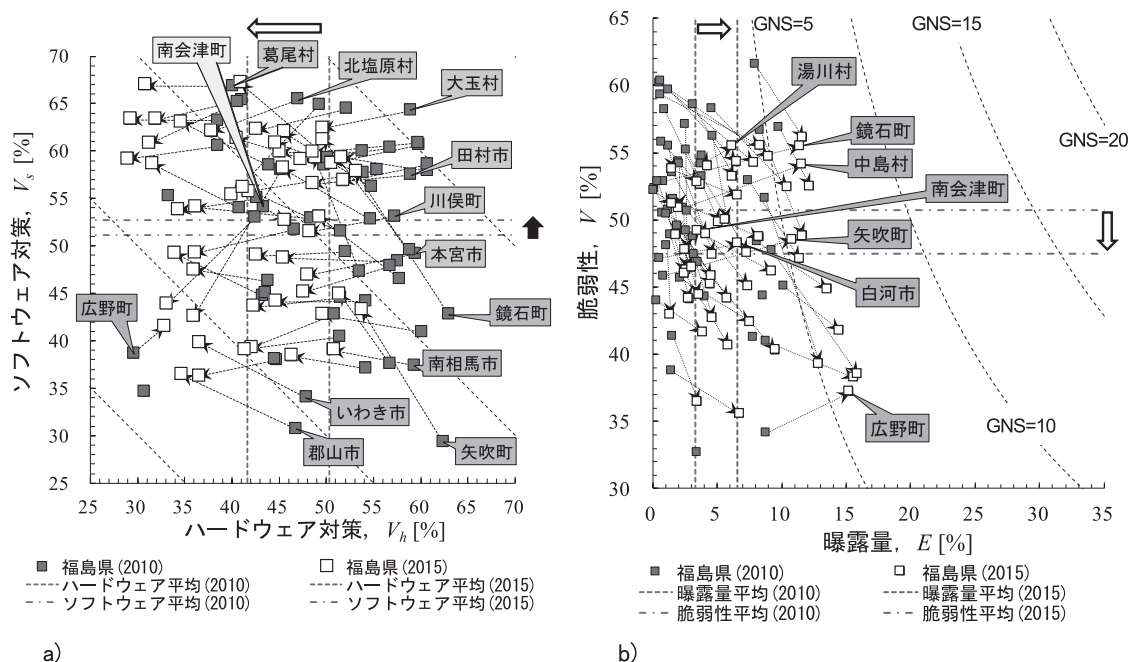 ソフトウェア対策, Vs [%]
70
65
60
55
50
45
40
35
30
25
25 30 35 40 45 50 55 60 65 70
ハードウェア対策, Vh [%]
南会津町
葛尾村
北塩原村
大玉村
田村市
川俣町
本宮市
広野町
鏡石町
南相馬市
いわき市
郡山市
矢吹町
福島県(2010) 福島県(2015)
ハードウェア平均(2010) ハードウェア平均(2015)
ソフトウェア平均(2010) ソフトウェア平均(2015)
a)
脆弱性, V [%]
65
60
55
50
45
40
35
30
0 5 10 15 20 25 30 35
曝露量, E [%]
GNS=5
GNS=15
GNS=20
GNS=10
湯川村
鏡石町
中島村
南会津町
矢吹町
白河市
広野町
福島県(2010) 福島県(2015)
曝露量平均(2010) 曝露量平均(2015)
脆弱性平均(2010) 脆弱性平均(2015)
b)